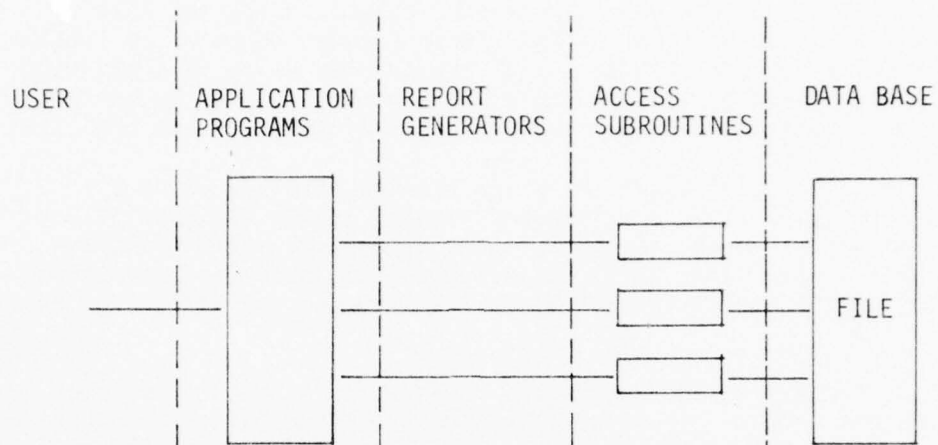 USER
APPLICATION
PROGRAMS
REPORT
GENERATORS
ACCESS
SUBROUTINES
DATA BASE
FILE